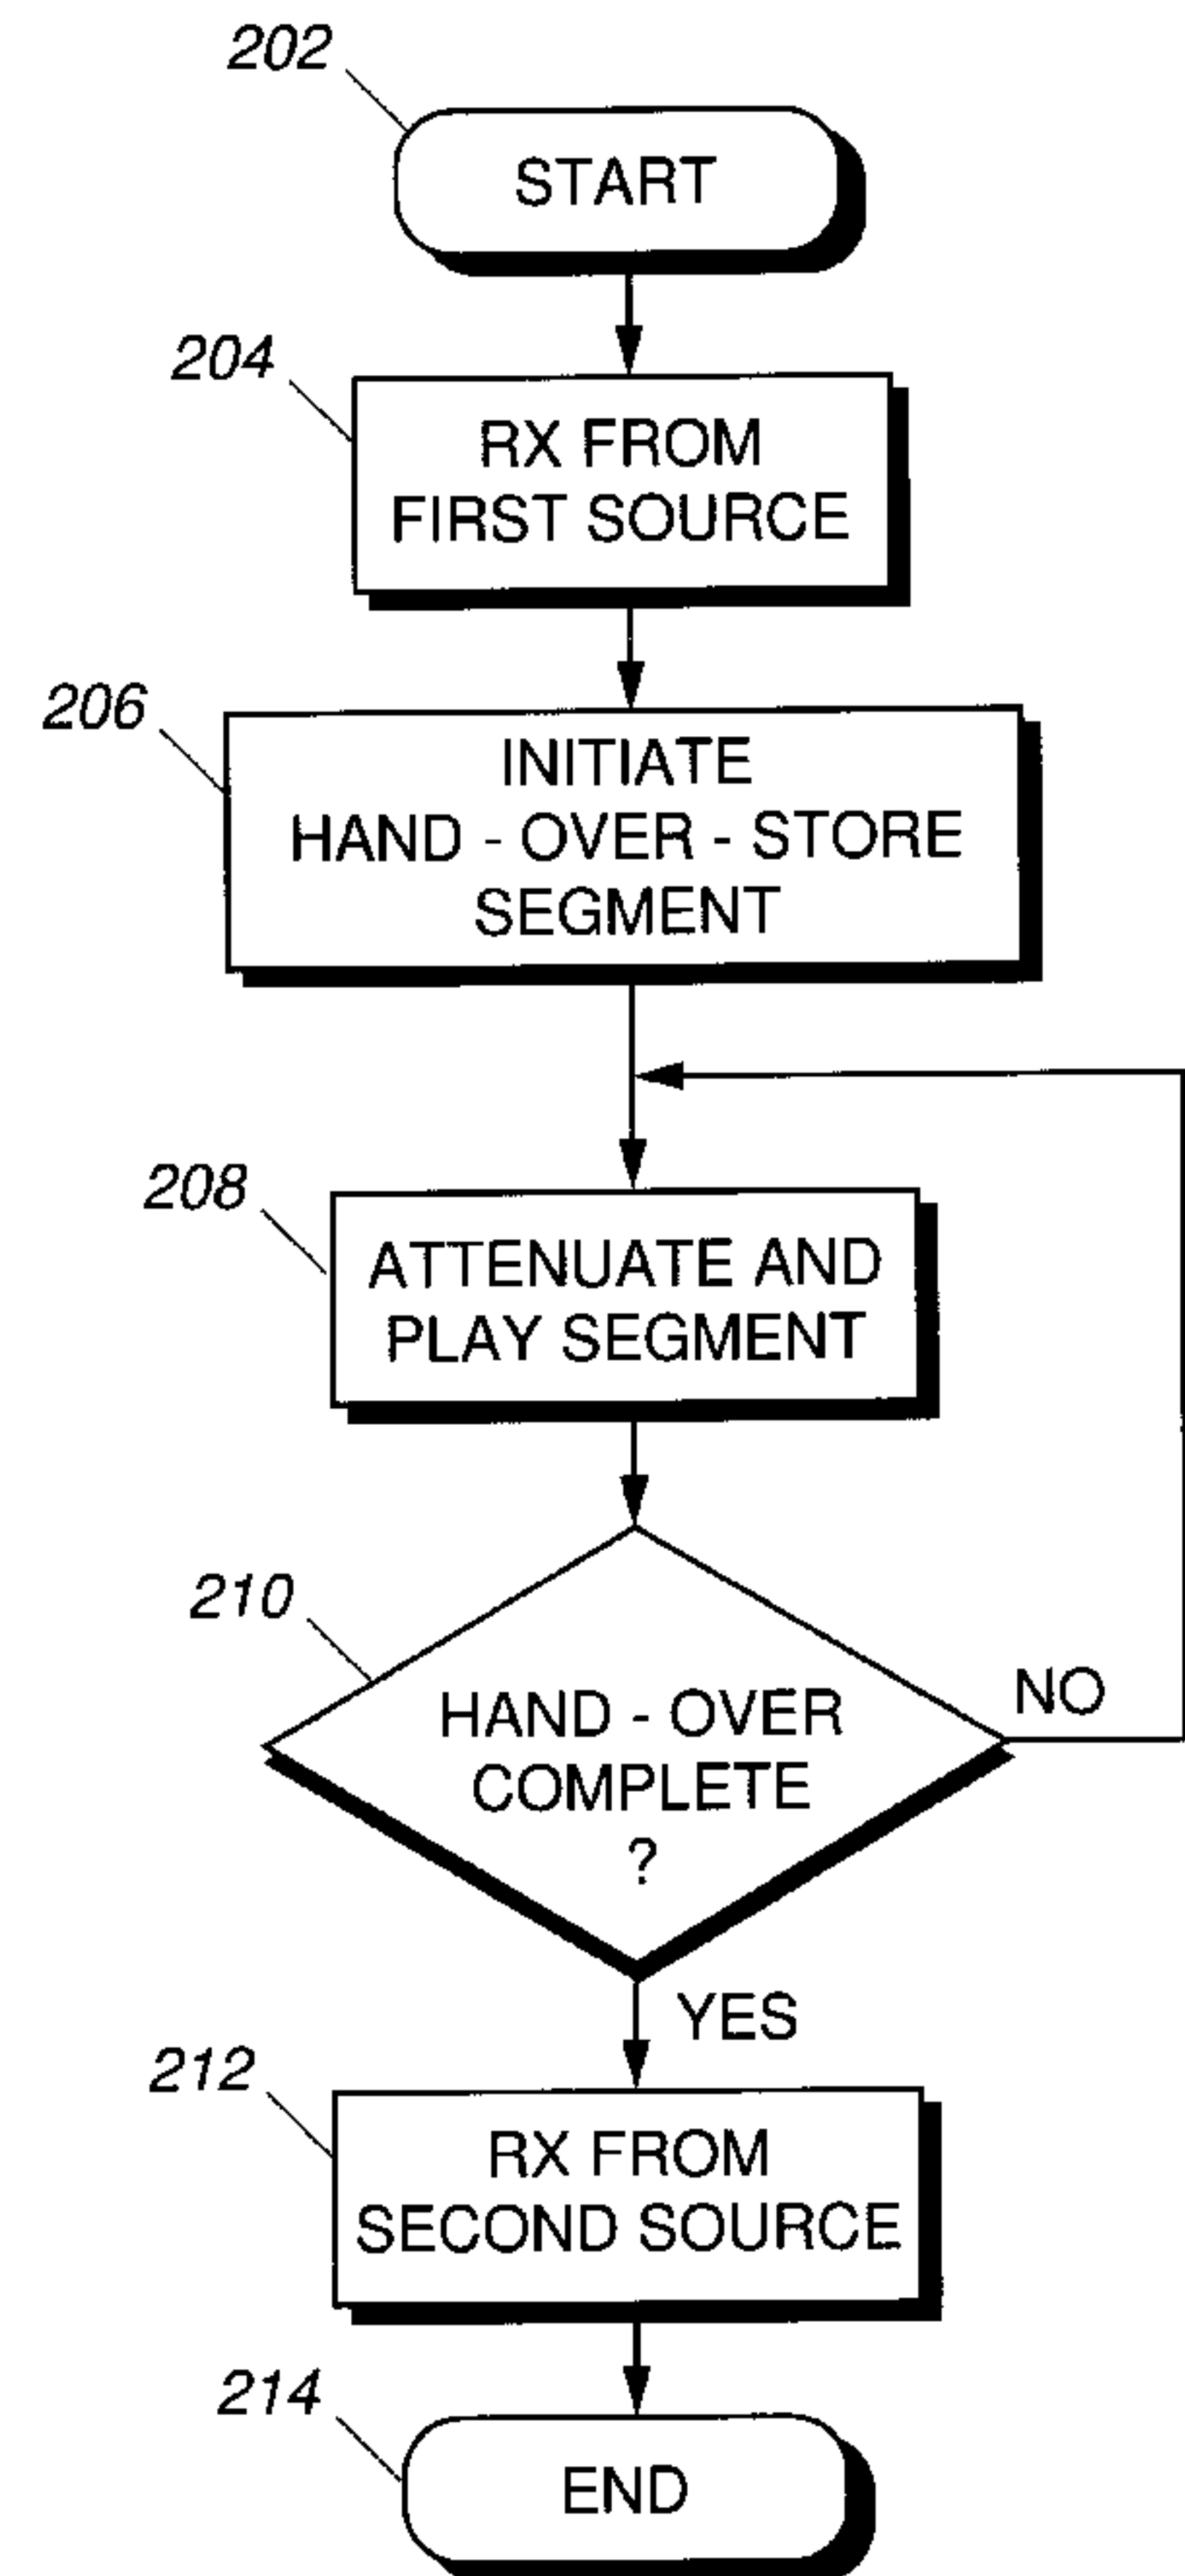 202
START
204
RX FROM
FIRST SOURCE
206
INITIATE
HAND - OVER - STORE
SEGMENT
208
ATTENUATE AND
PLAY SEGMENT
210
HAND - OVER
COMPLETE
?
NO
YES
212
RX FROM
SECOND SOURCE
214
END